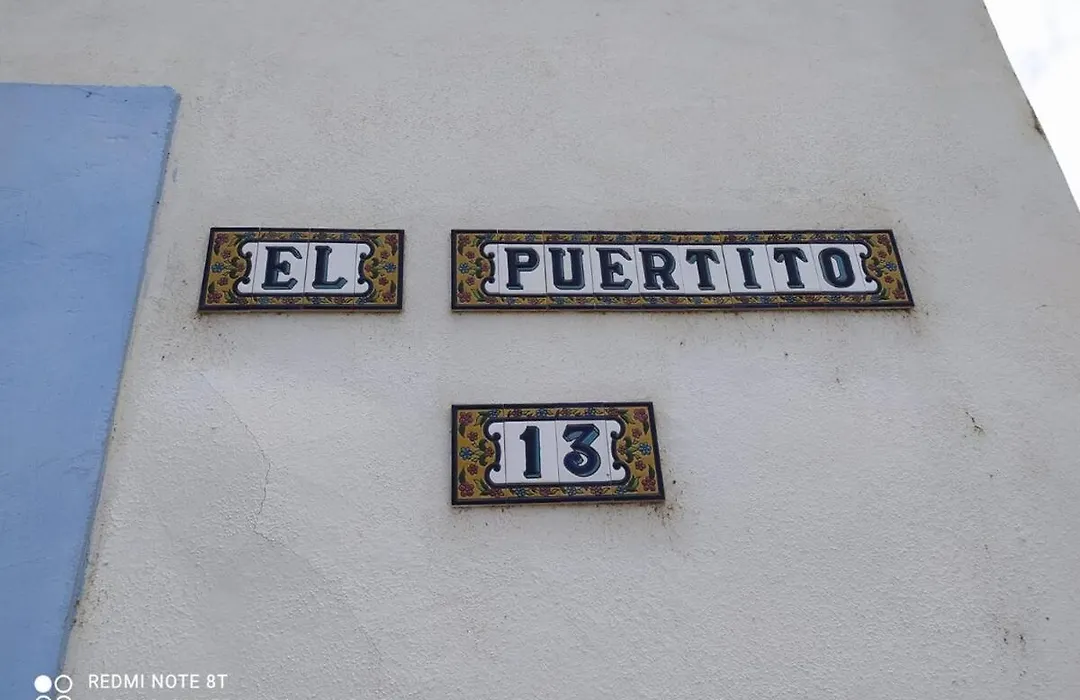 EL PUERTITO
13
REDMI NOTE 8T